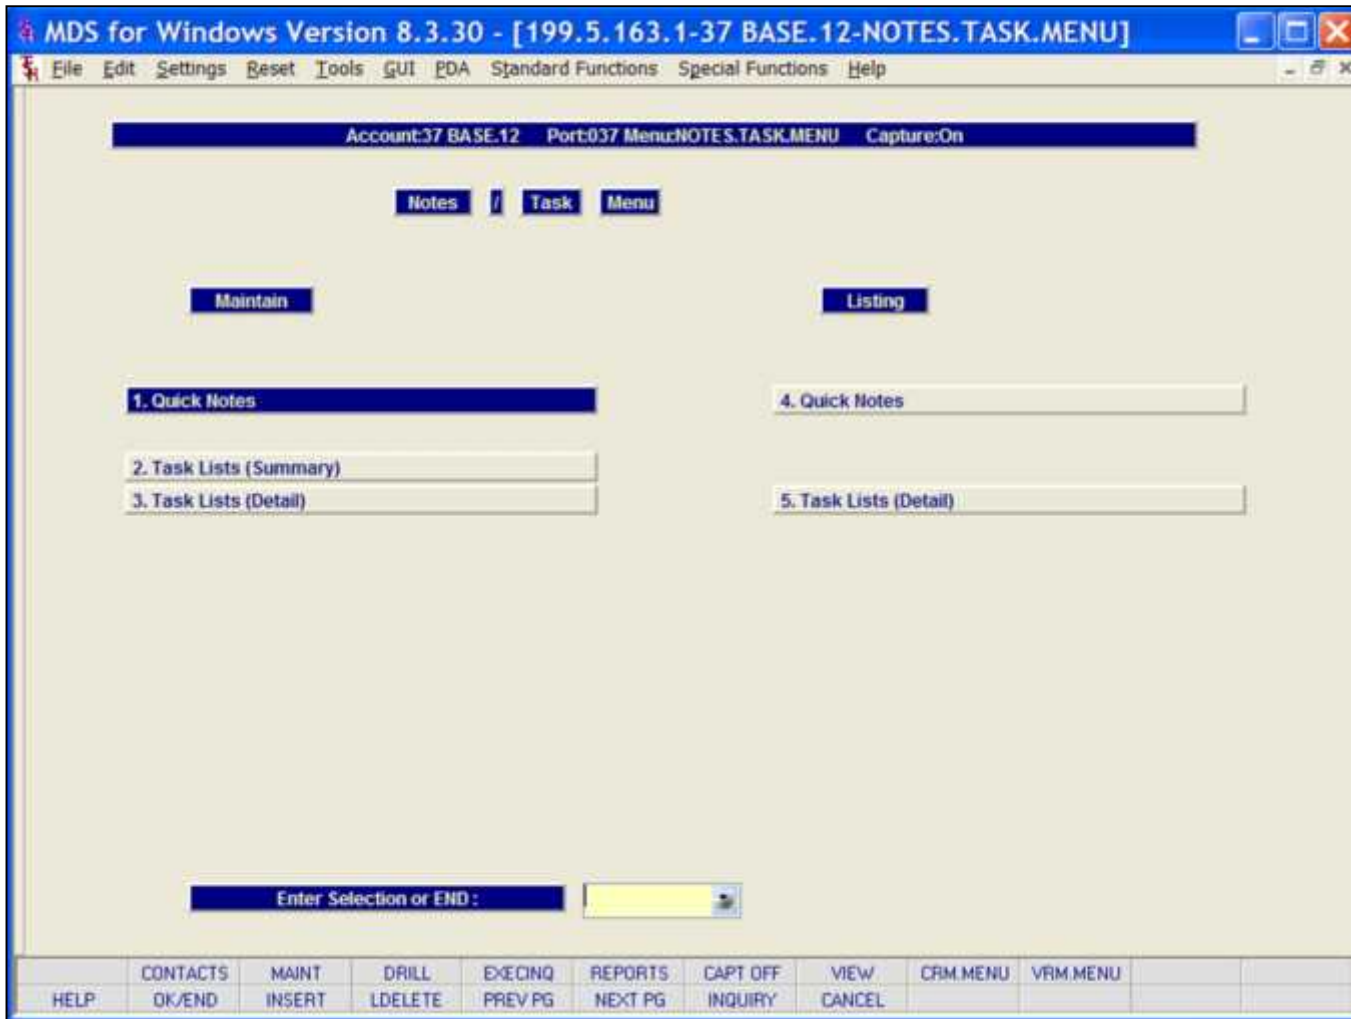 MDS for Windows Version 8.3.30 - [199.5.163.1-37 BASE.12-NOTES.TASK.MENU]
File Edit Settings Reset Tools GUI PDA Standard Functions Special Functions Help
Account:37 BASE.12 Port:037 Menu:NOTES.TASK.MENU Capture:On
Notes / Task Menu
Maintain Listing
1. Quick Notes 4. Quick Notes
2. Task Lists (Summary)
3. Task Lists (Detail) 5. Task Lists (Detail)
Enter Selection or END :
CONTACTS MAINT DRILL EXECINQ REPORTS CAPT OFF VIEW CRM.MENU VRM.MENU
HELP OK/END INSERT LDELETE PREV PG NEXT PG INQUIRY CANCEL